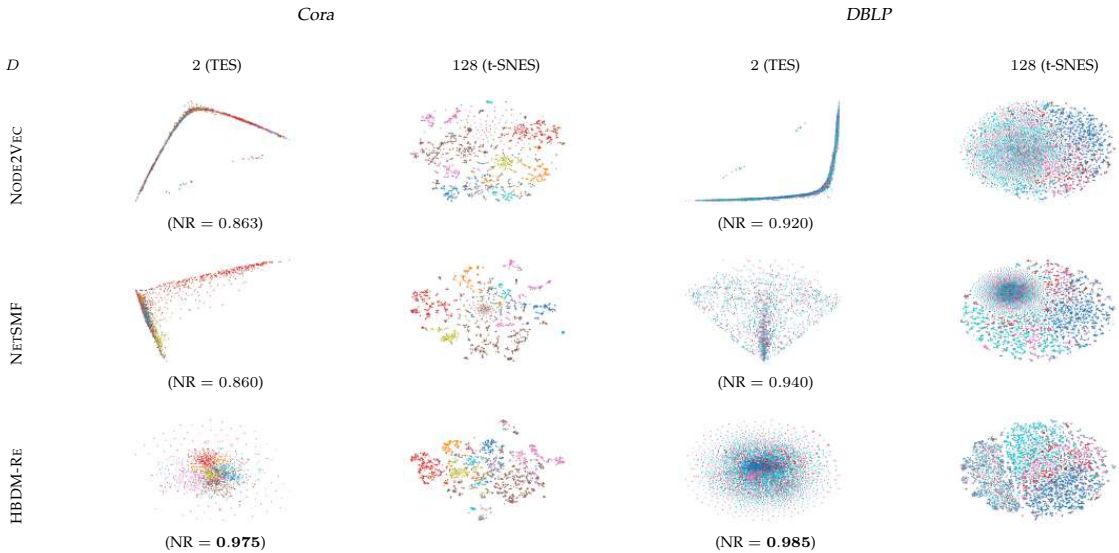 Cora DBLP
D 2 (TES) 128 (t-SNES) 2 (TES) 128 (t-SNES)
NODE2VEC
(NR = 0.863) (NR = 0.920)
NETSMF
(NR = 0.860) (NR = 0.940)
HBDM-RE
(NR = 0.975) (NR = 0.985)